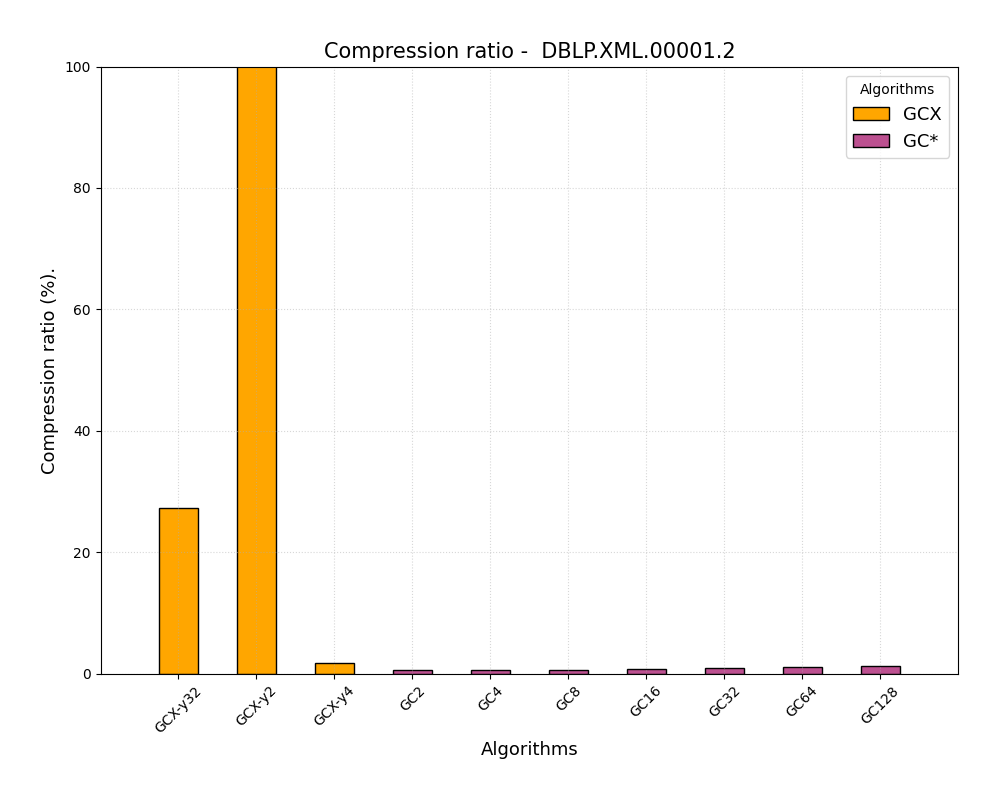 Compression ratio -  DBLP.XML.00001.2
Algorithms
GCX
GC*
Compression ratio (%).
100
80
60
40
20
0
GCX-y32
GCX-y2
GCX-y4
GC2
GC4
GC8
GC16
GC32
GC64
GC128
Algorithms